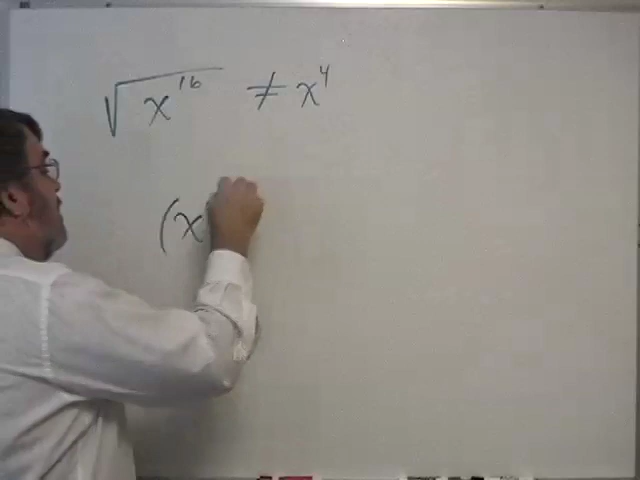 √x¹⁶ ≠ x⁴
(x